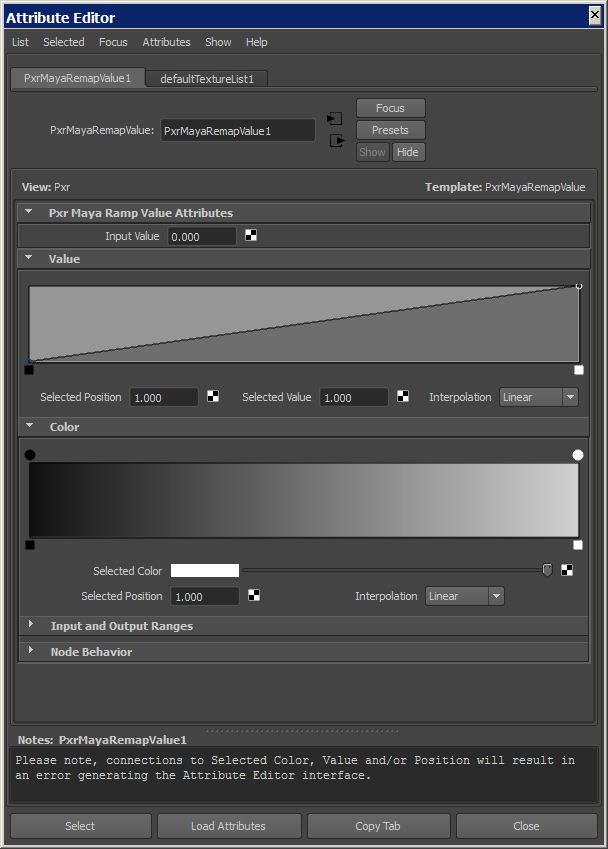 Attribute Editor
List Selected Focus Attributes Show Help
PxrMayaRemapValue1 defaultTextureList1
Focus
PxrMayaRemapValue: PxrMayaRemapValue1 Presets
Show Hide
View: Pxr Template: PxrMayaRemapValue
Pxr Maya Ramp Value Attributes
Input Value 0.000
Value
Selected Position 1.000 Selected Value 1.000 Interpolation Linear
Color
Selected Color
Selected Position 1.000 Interpolation Linear
Input and Output Ranges
Node Behavior
Notes: PxrMayaRemapValue1
Please note, connections to Selected Color, Value and/or Position will result in
an error generating the Attribute Editor interface.
Select Load Attributes Copy Tab Close